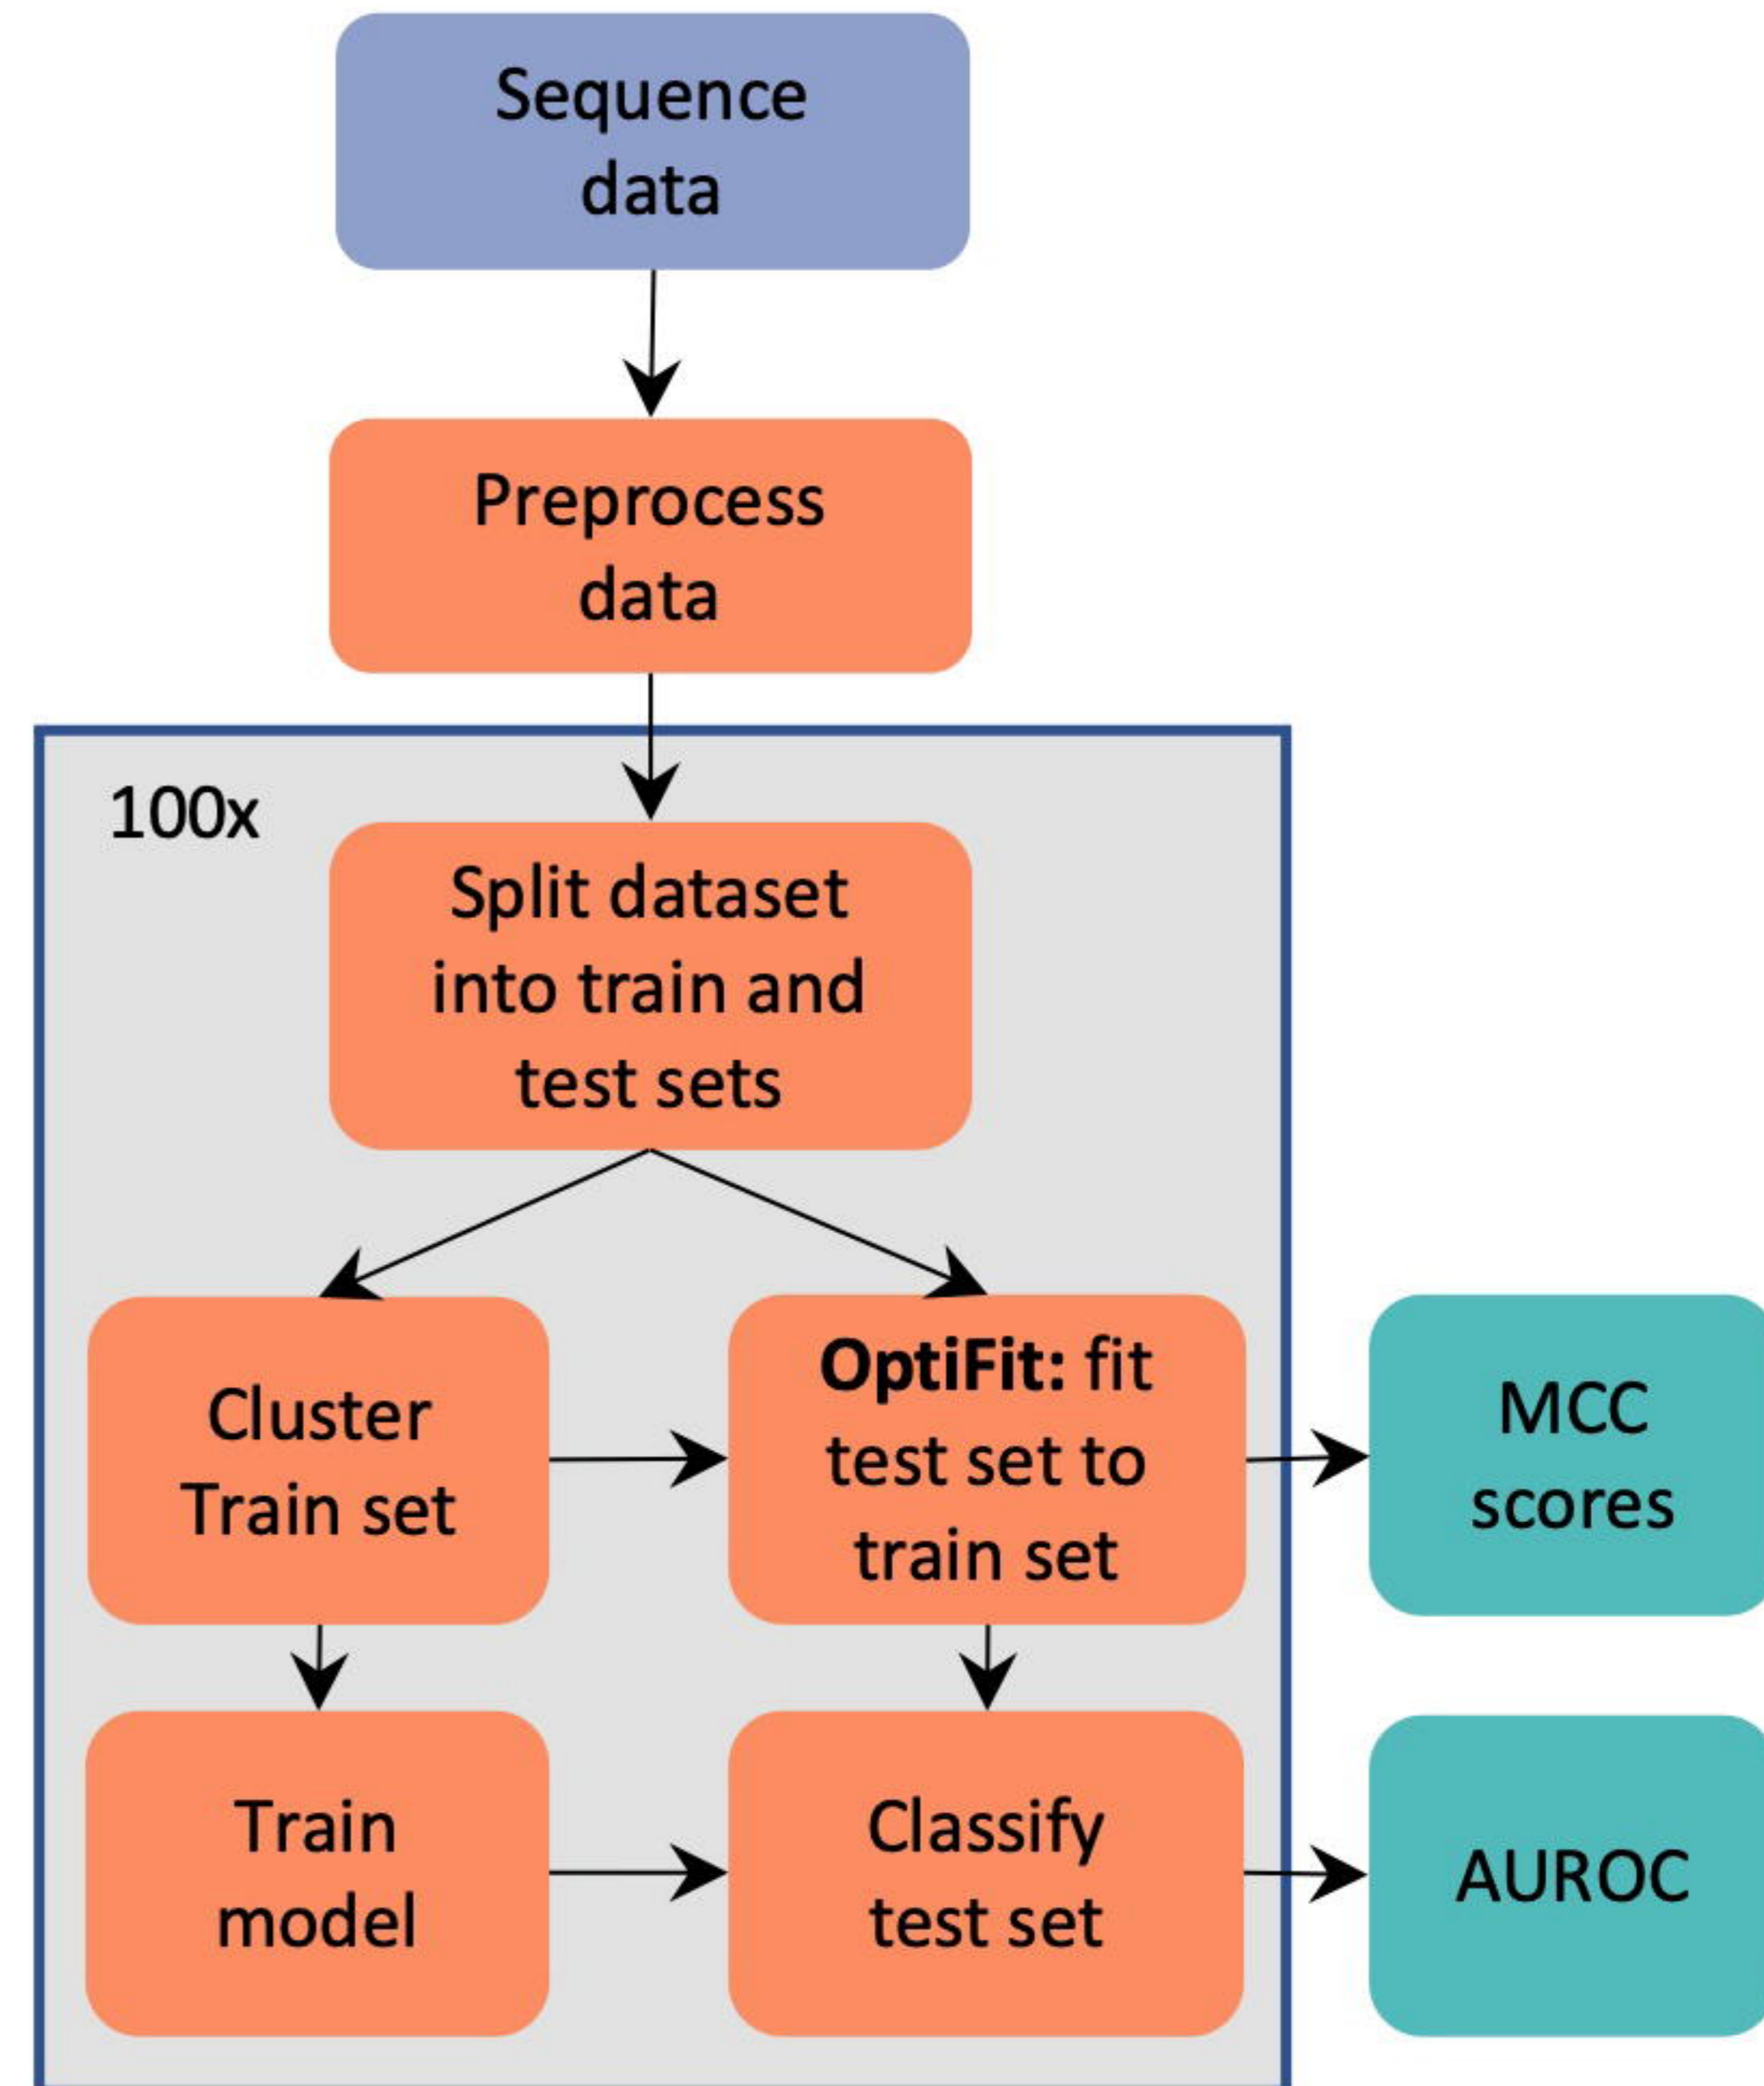 Sequence
data
Preprocess
data
100x
Split dataset
into train and
test sets
Cluster
Train set
OptiFit: fit
test set to
train set
MCC
scores
Train
model
Classify
test set
AUROC